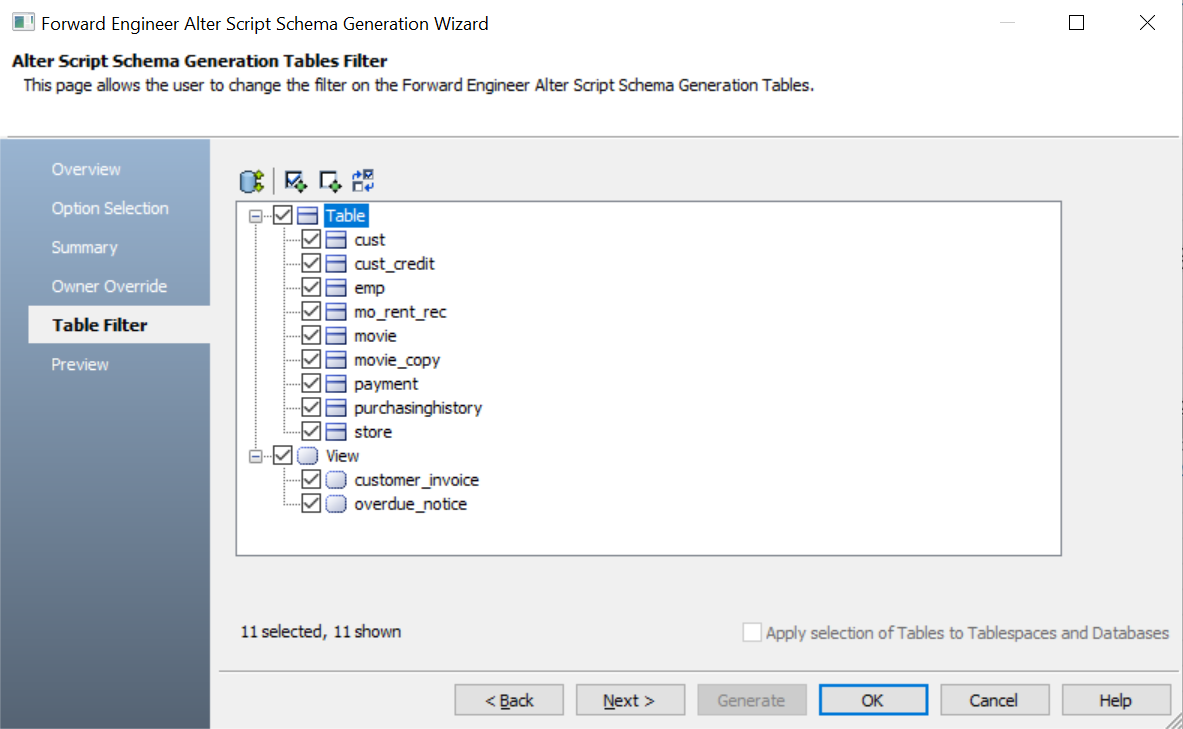 Forward Engineer Alter Script Schema Generation Wizard
Alter Script Schema Generation Tables Filter
This page allows the user to change the filter on the Forward Engineer Alter Script Schema Generation Tables.
Overview
Option Selection
Summary
Owner Override
Table Filter
Preview
Table
cust
cust_credit
emp
mo_rent_rec
movie
movie_copy
payment
purchasinghistory
store
View
customer_invoice
overdue_notice
11 selected, 11 shown
Apply selection of Tables to Tablespaces and Databases
< Back
Next >
Generate
OK
Cancel
Help